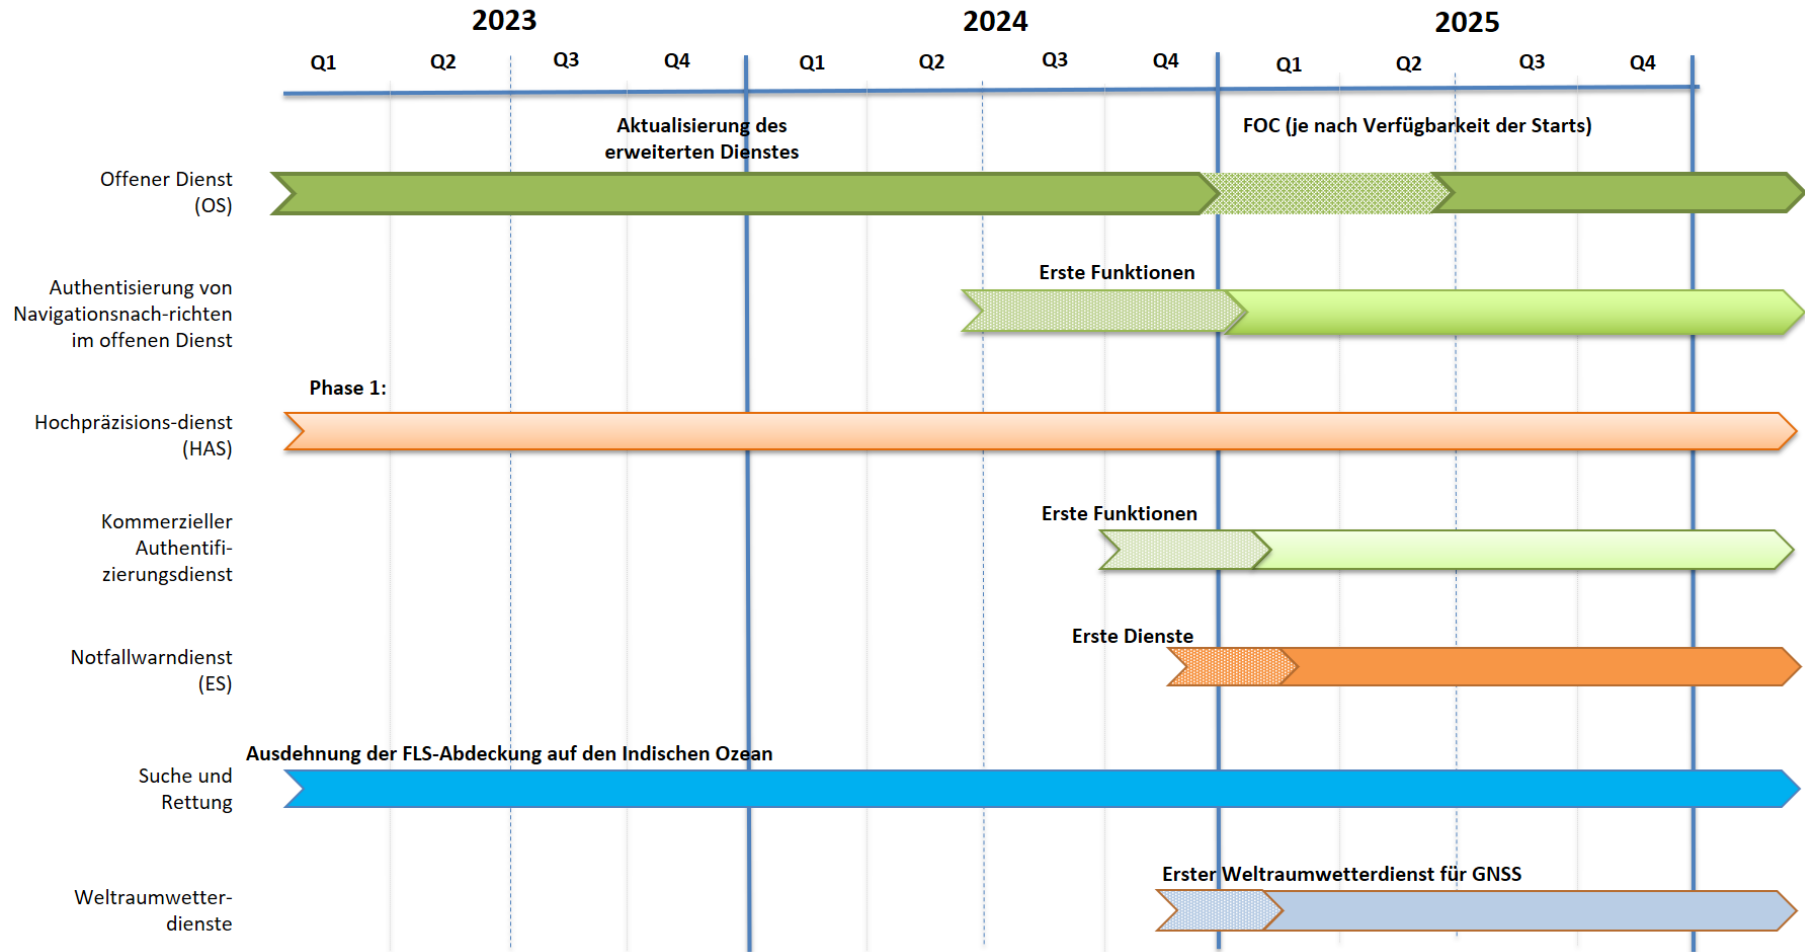 2023
2024
2025
Q1
Q2
Q3
Q4
Q1
Q2
Q3
Q4
Q1
Q2
Q3
Q4
Aktualisierung des
erweiterten Dienstes
FOC (je nach Verfügbarkeit der Starts)
Offener Dienst
(OS)
Erste Funktionen
Authentisierung von
Navigationsnach-richten
im offenen Dienst
Phase 1:
Hochpräzisions-dienst
(HAS)
Erste Funktionen
Kommerzieller
Authentifi-
zierungsdienst
Erste Dienste
Notfallwarndienst
(ES)
Ausdehnung der FLS-Abdeckung auf den Indischen Ozean
Suche und
Rettung
Erster Weltraumwetterdienst für GNSS
Weltraumwetter-
dienste